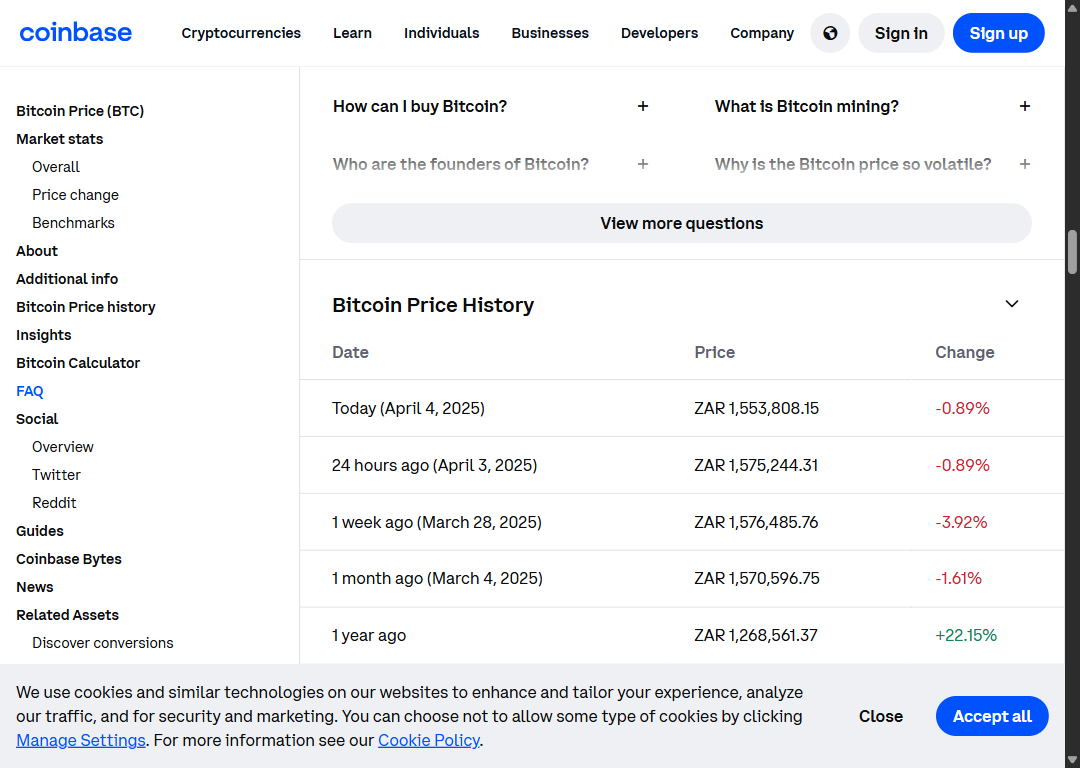 coinbase
Cryptocurrencies Learn Individuals Businesses Developers Company Sign in Sign up
Bitcoin Price (BTC)
Market stats
Overall
Price change
Benchmarks
About
Additional info
Bitcoin Price history
Insights
Bitcoin Calculator
FAQ
Social
Overview
Twitter
Reddit
Guides
Coinbase Bytes
News
Related Assets
Discover conversions
How can I buy Bitcoin? +
What is Bitcoin mining? +
Who are the founders of Bitcoin? +
Why is the Bitcoin price so volatile? +
View more questions
Bitcoin Price History
Date Price Change
Today (April 4, 2025) ZAR 1,553,808.15 -0.89%
24 hours ago (April 3, 2025) ZAR 1,575,244.31 -0.89%
1 week ago (March 28, 2025) ZAR 1,576,485.76 -3.92%
1 month ago (March 4, 2025) ZAR 1,570,596.75 -1.61%
1 year ago ZAR 1,268,561.37 +22.15%
We use cookies and similar technologies on our websites to enhance and tailor your experience, analyze
our traffic, and for security and marketing. You can choose not to allow some type of cookies by clicking
Manage Settings. For more information see our Cookie Policy.
Close
Accept all